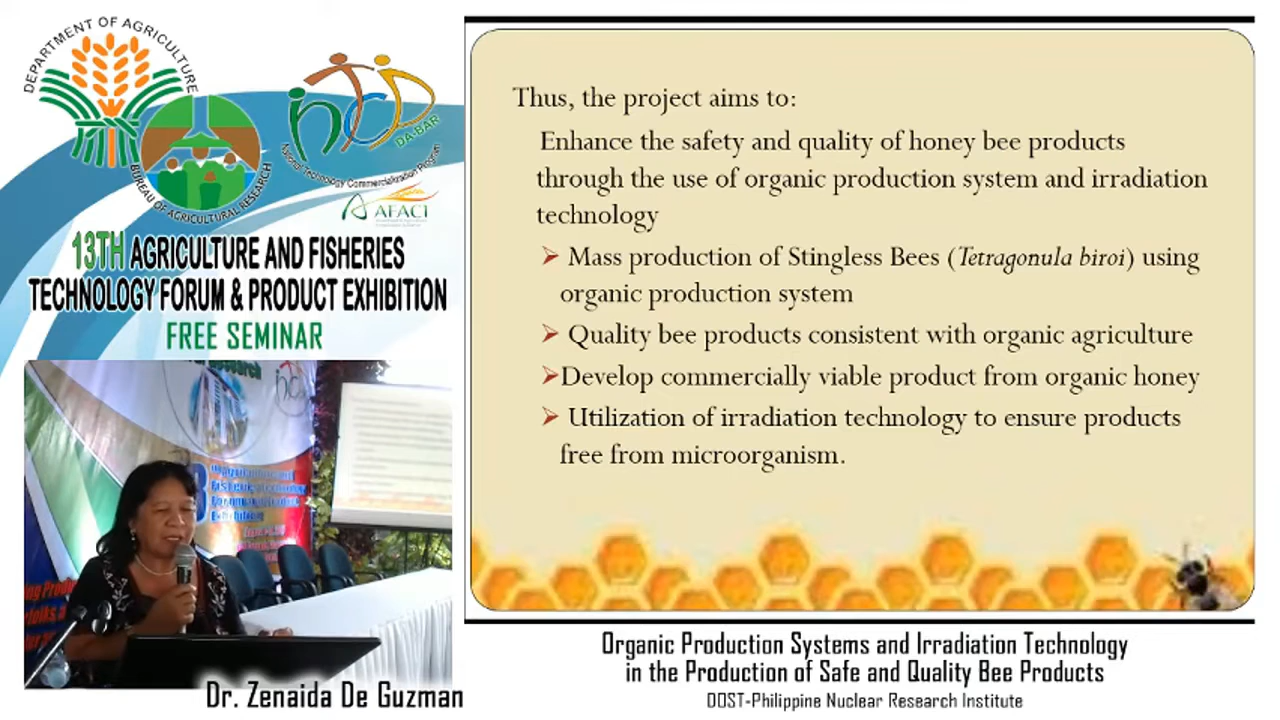 DEPARTMENT OF AGRICULTURE
BUREAU OF AGRICULTURAL RESEARCH
ntCD
DA-BAR
National Technology Commercialization Program
AFACI
13TH AGRICULTURE AND FISHERIES
TECHNOLOGY FORUM & PRODUCT EXHIBITION
FREE SEMINAR
Dr. Zenaida De Guzman
Thus, the project aims to:
Enhance the safety and quality of honey bee products
through the use of organic production system and irradiation
technology
Mass production of Stingless Bees (Tetragonula biroi) using
organic production system
Quality bee products consistent with organic agriculture
Develop commercially viable product from organic honey
Utilization of irradiation technology to ensure products
free from microorganism.
Organic Production Systems and Irradiation Technology
in the Production of Safe and Quality Bee Products
DOST-Philippine Nuclear Research Institute